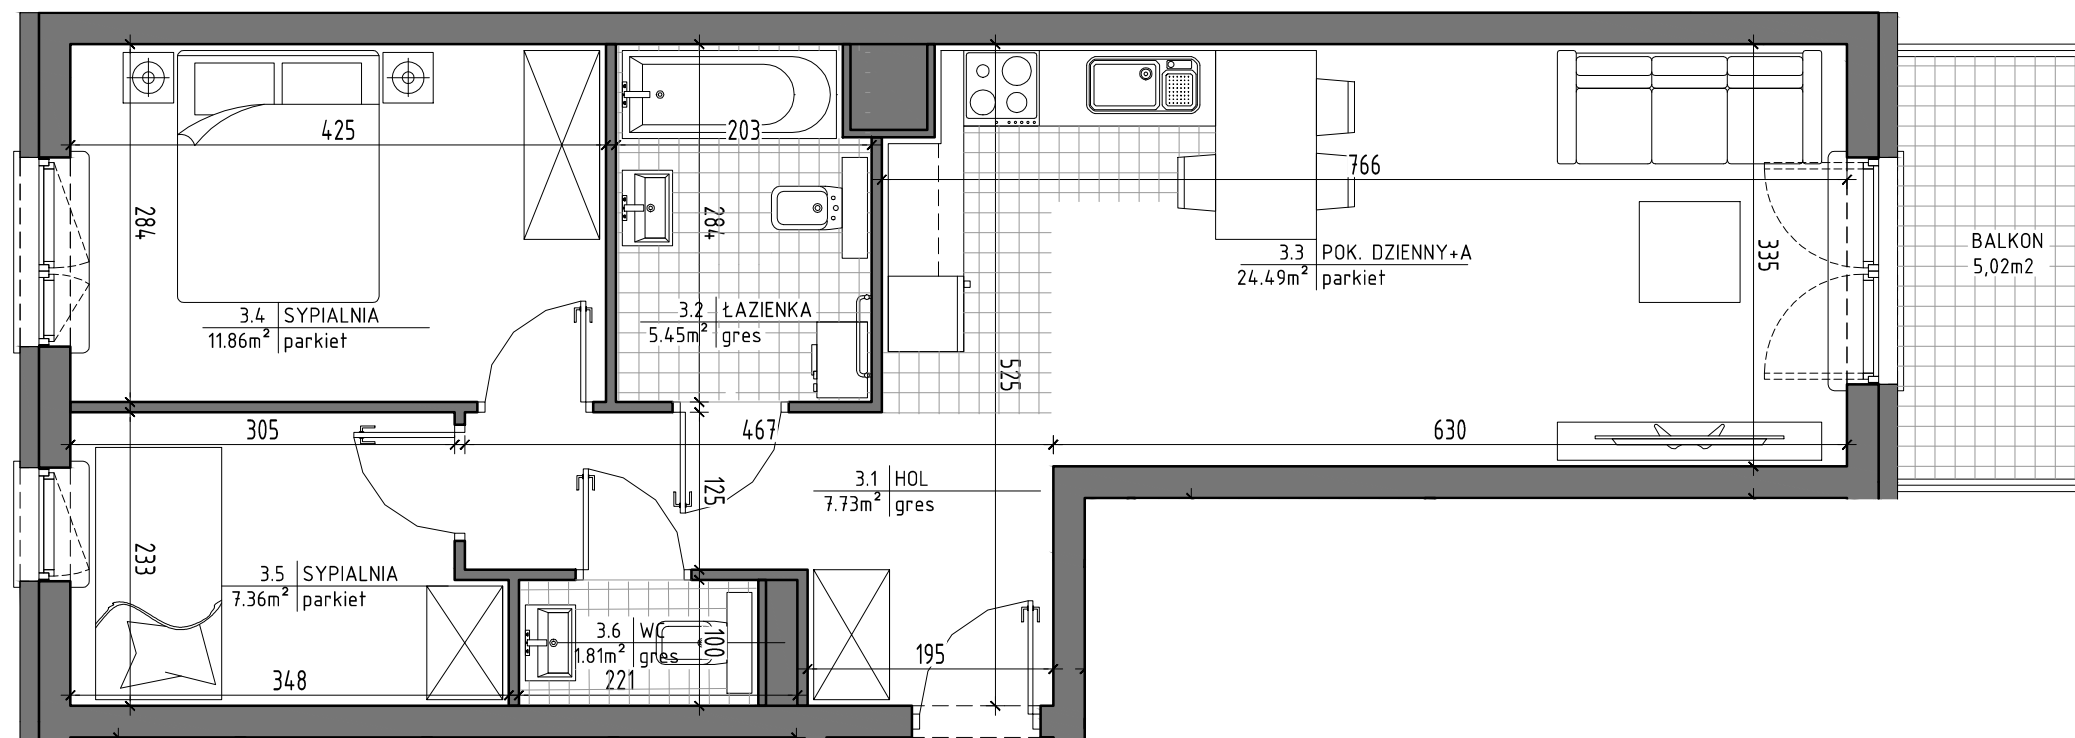 425
203
766
284
284
335
3.3 POK. DZIENNY+A
24.49m² parkiet
BALKON
5,02m2
3.4 SYPIALNIA
11.86m² parkiet
3.2 ŁAZIENKA
5.45m² gres
525
305
467
630
125
3.1 HOL
7.73m² gres
233
3.5 SYPIALNIA
7.36m² parkiet
3.6 WC
1.81m² gres
100
195
348
221